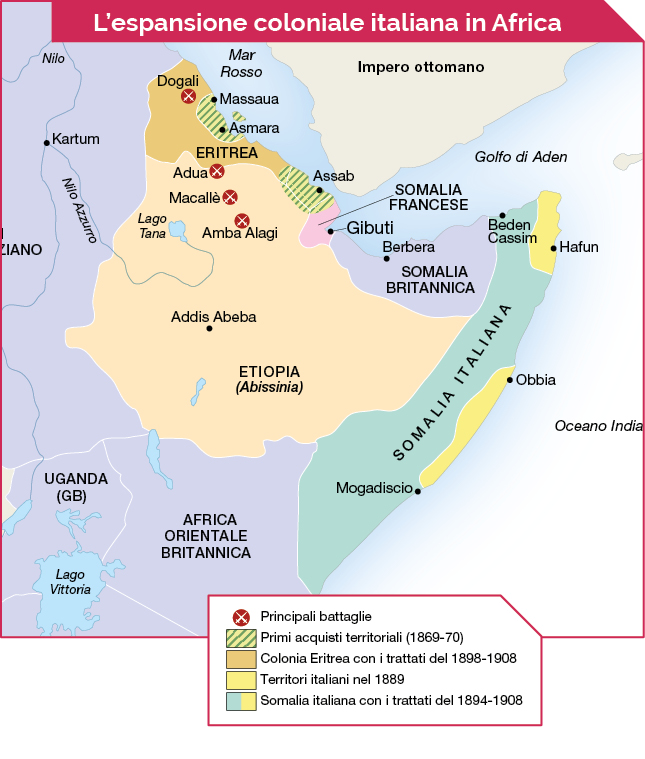 L'espansione coloniale italiana in Africa
Nilo
Mar
Rosso
Impero ottomano
Dogali
Massaua
Kartum
Asmara
ERITREA
Golfo di Aden
Adua
Assab
Nilo Azzurro
Macallè
SOMALIA
FRANCESE
Lago
Tana
Amba Alagi
Gibuti
Beden
Cassim
I
ZIANO
Berbera
Hafun
SOMALIA
BRITANNICA
Addis Abeba
SOMALIA ITALIANA
ETIOPIA
(Abissinia)
Obbia
Oceano India
UGANDA
(GB)
Mogadiscio
AFRICA
ORIENTALE
BRITANNICA
Lago
Vittoria
Principali battaglie
Primi acquisti territoriali (1869-70)
Colonia Eritrea con i trattati del 1898-1908
Territori italiani nel 1889
Somalia italiana con i trattati del 1894-1908